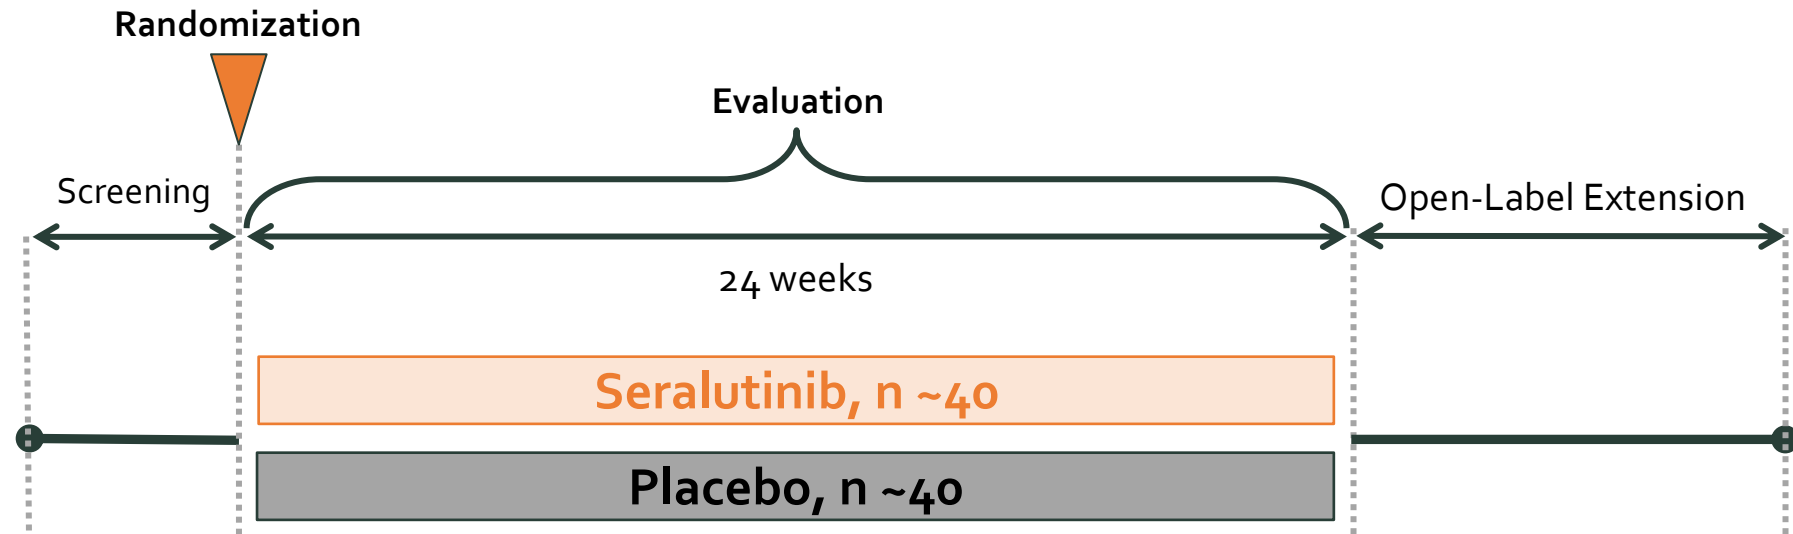 Randomization
Evaluation
Screening
Open-Label Extension
24 weeks
Seralutinib, n ~40
Placebo, n ~40